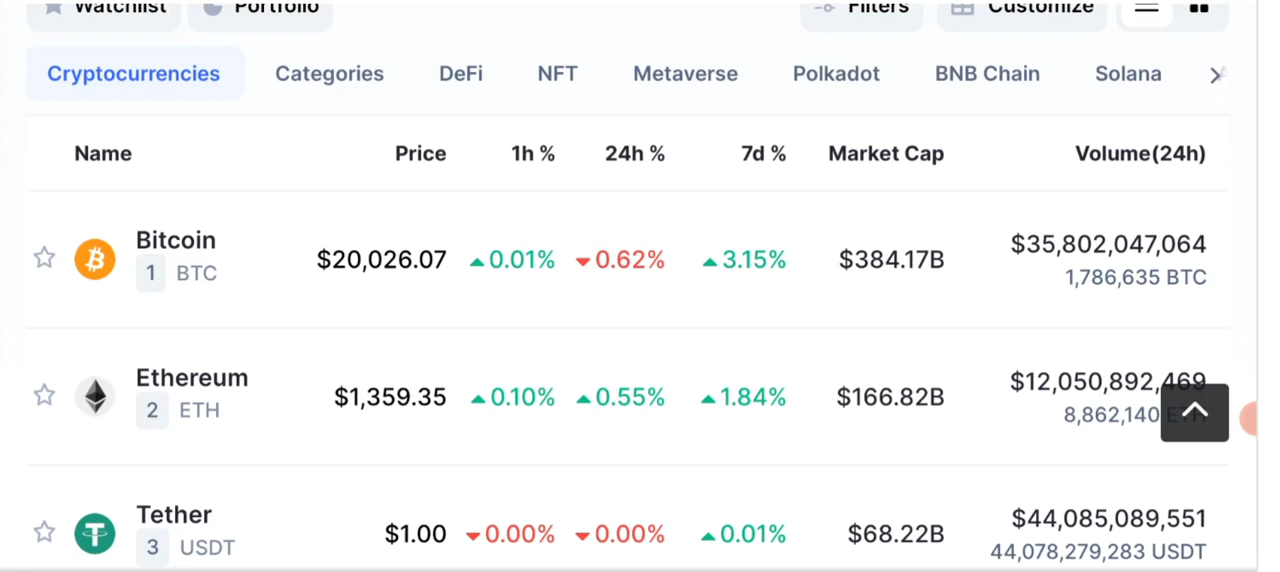 Watchlist Portfolio Filters Customize
Cryptocurrencies Categories DeFi NFT Metaverse Polkadot BNB Chain Solana
Name Price 1h % 24h % 7d % Market Cap Volume(24h)
Bitcoin
1 BTC
$20,026.07 0.01% 0.62% 3.15% $384.17B
$35,802,047,064
1,786,635 BTC
Ethereum
2 ETH
$1,359.35 0.10% 0.55% 1.84% $166.82B
$12,050,892,469
8,862,140 ETH
Tether
3 USDT
$1.00 0.00% 0.00% 0.01% $68.22B
$44,085,089,551
44,078,279,283 USDT